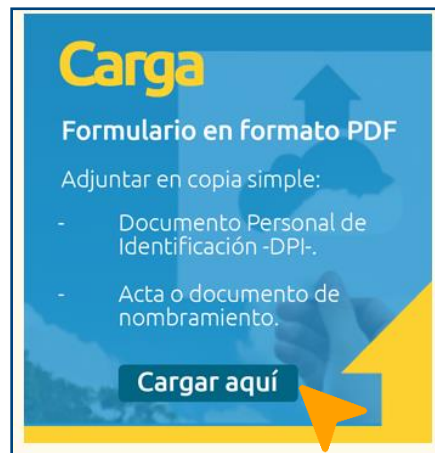 Carga
Formulario en formato PDF
Adjuntar en copia simple:
- Documento Personal de
Identificación -DPI-.
- Acta o documento de
nombramiento.
Cargar aquí